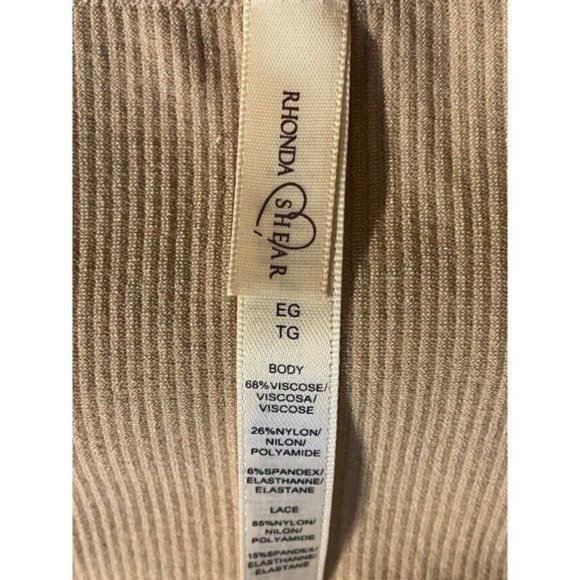 RHONDA SHEAR
EG
TG
BODY
68%VISCOSE/
VISCOSA/
VISCOSE
26%NYLON/
NILON/
POLYAMIDE
6%SPANDEX/
ELASTHANNE/
ELASTANE
LACE
85%NYLON/
NILON/
POLYAMIDE
15%SPANDEX/
ELASTHANNE/
ELASTANE